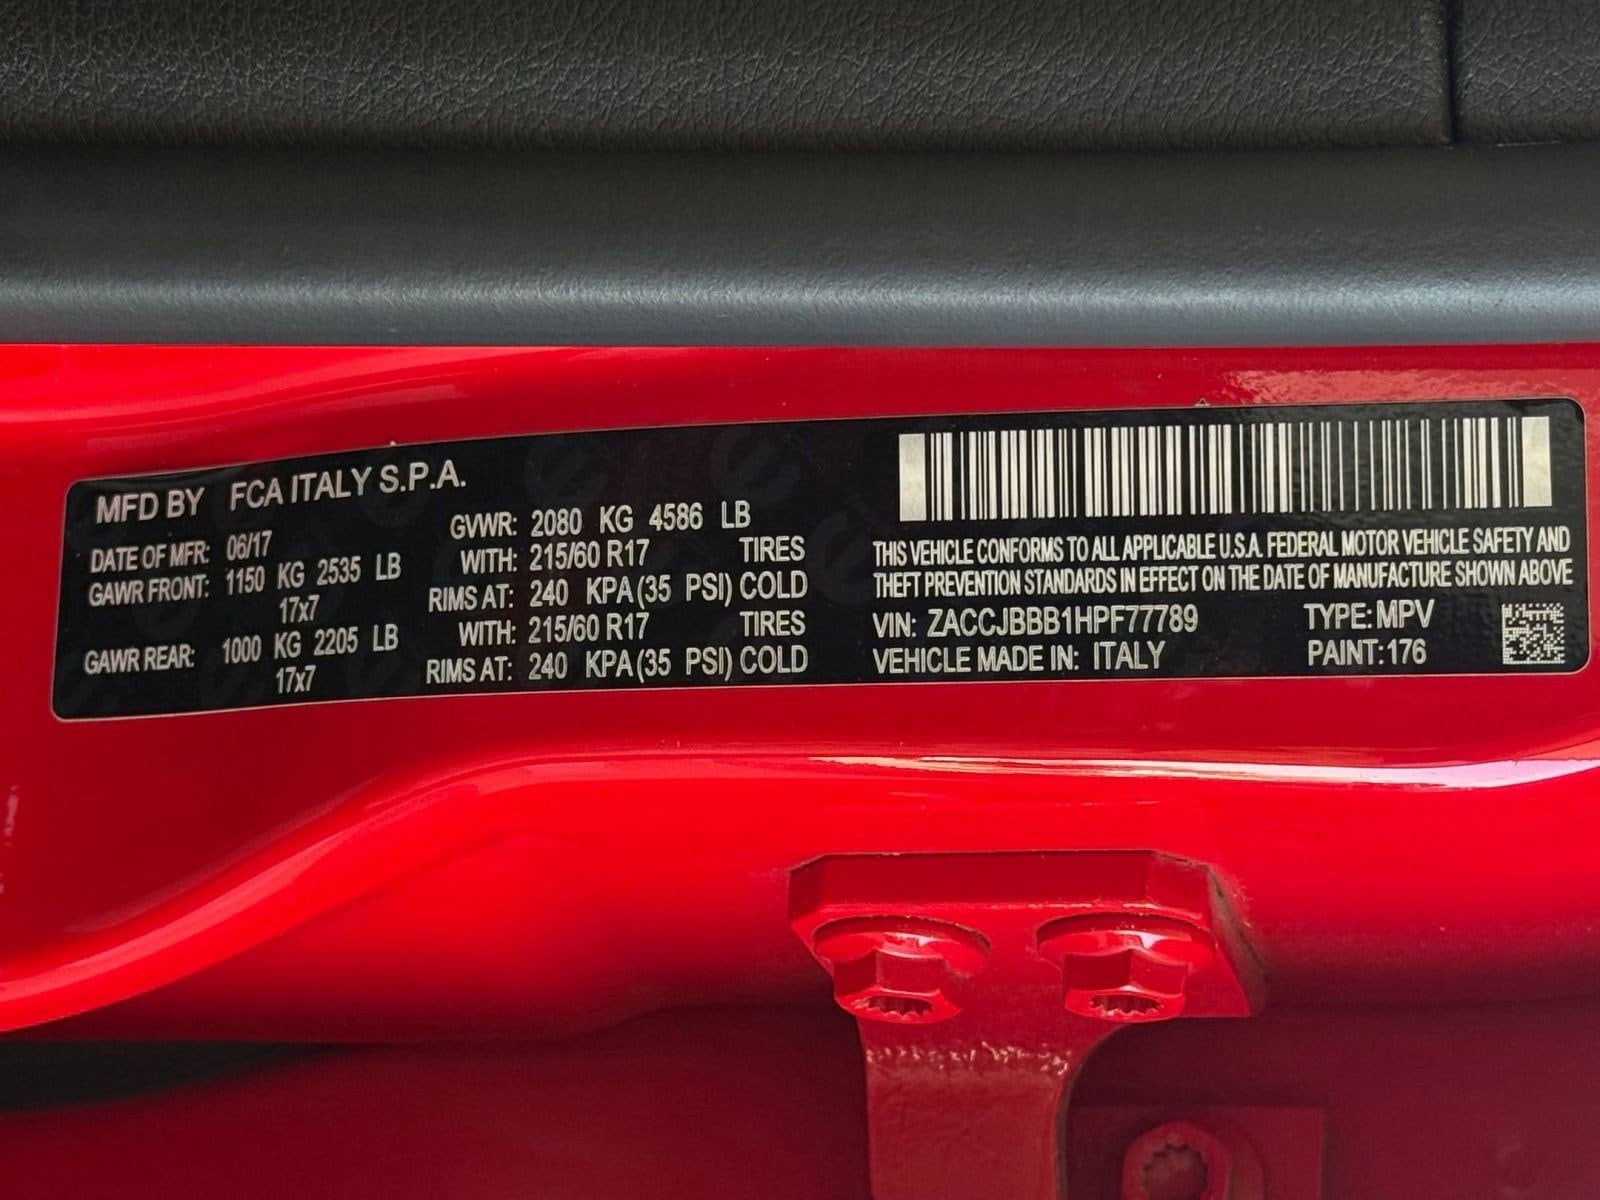 MFD BY FCA ITALY S.P.A.
DATE OF MFR: 06/17
GAWR FRONT: 1150 KG 2535 LB
17x7
GAWR REAR: 1000 KG 2205 LB
17x7
GVWR: 2080 KG 4586 LB
WITH: 215/60 R17 TIRES
RIMS AT: 240 KPA (35 PSI) COLD
WITH: 215/60 R17 TIRES
RIMS AT: 240 KPA (35 PSI) COLD
THIS VEHICLE CONFORMS TO ALL APPLICABLE U.S.A. FEDERAL MOTOR VEHICLE SAFETY AND
THEFT PREVENTION STANDARDS IN EFFECT ON THE DATE OF MANUFACTURE SHOWN ABOVE
VIN: ZACCJBBB1HPF77789 TYPE: MPV
VEHICLE MADE IN: ITALY PAINT: 176